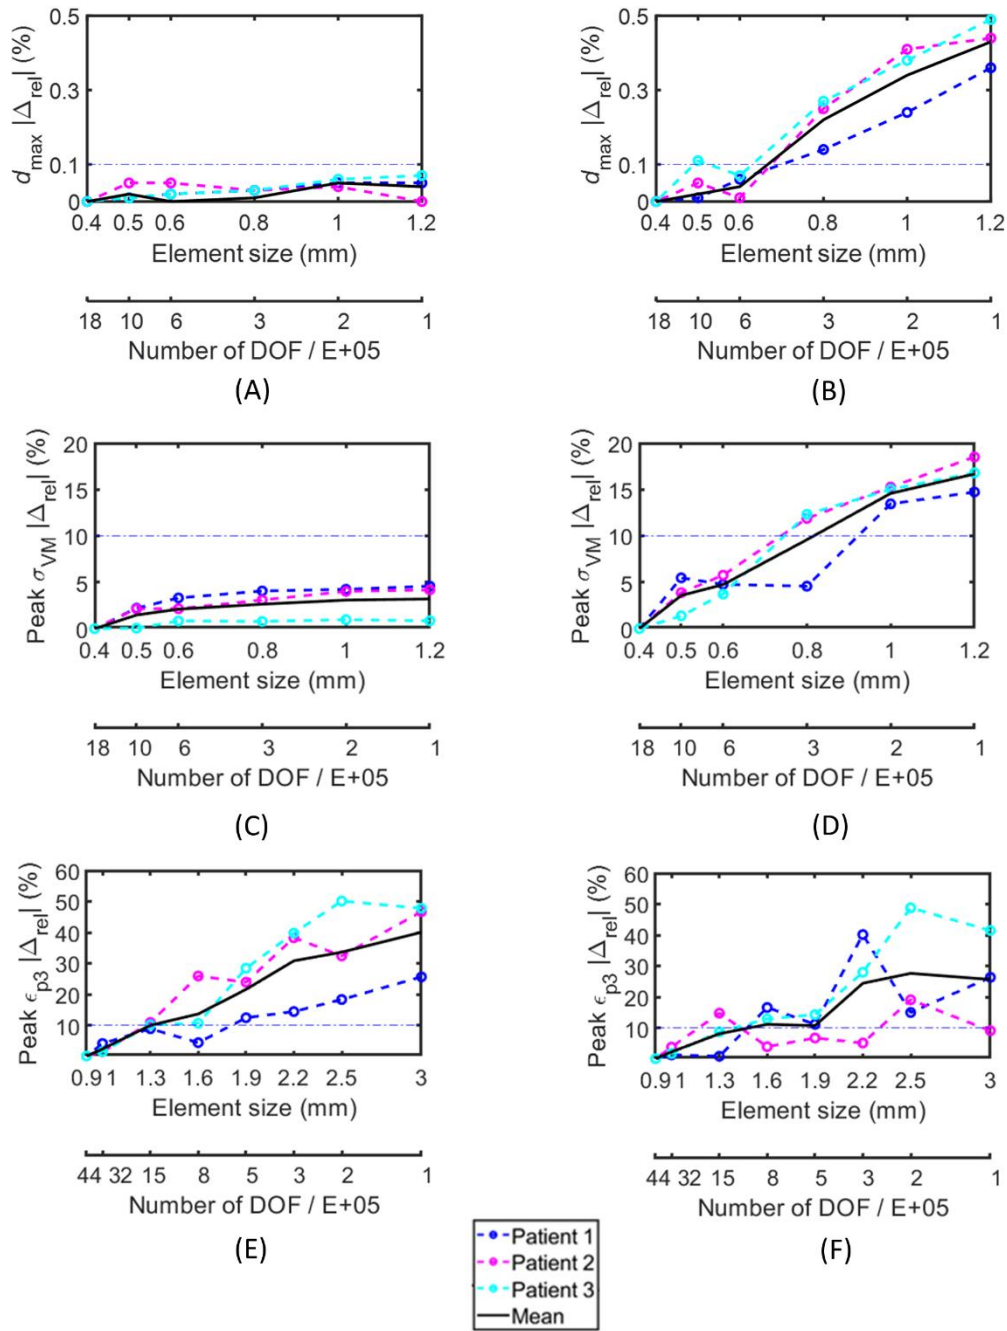 d_max |Δ_rel| (%)
0.5
0.3
0.1
0
0.4 0.5 0.6 0.8 1 1.2
Element size (mm)
18 10 6 3 2 1
Number of DOF / E+05
(A)
d_max |Δ_rel| (%)
0.5
0.3
0.1
0
0.4 0.5 0.6 0.8 1 1.2
Element size (mm)
18 10 6 3 2 1
Number of DOF / E+05
(B)
Peak σ_VM |Δ_rel| (%)
20
15
10
5
0
0.4 0.5 0.6 0.8 1 1.2
Element size (mm)
18 10 6 3 2 1
Number of DOF / E+05
(C)
Peak σ_VM |Δ_rel| (%)
20
15
10
5
0
0.4 0.5 0.6 0.8 1 1.2
Element size (mm)
18 10 6 3 2 1
Number of DOF / E+05
(D)
Peak ϵ_p3 |Δ_rel| (%)
60
50
40
30
20
10
0.9 1 1.3 1.6 1.9 2.2 2.5 3
Element size (mm)
44 32 15 8 5 3 2 1
Number of DOF / E+05
(E)
Peak ϵ_p3 |Δ_rel| (%)
60
50
40
30
20
10
0.9 1 1.3 1.6 1.9 2.2 2.5 3
Element size (mm)
44 32 15 8 5 3 2 1
Number of DOF / E+05
(F)
Patient 1
Patient 2
Patient 3
Mean